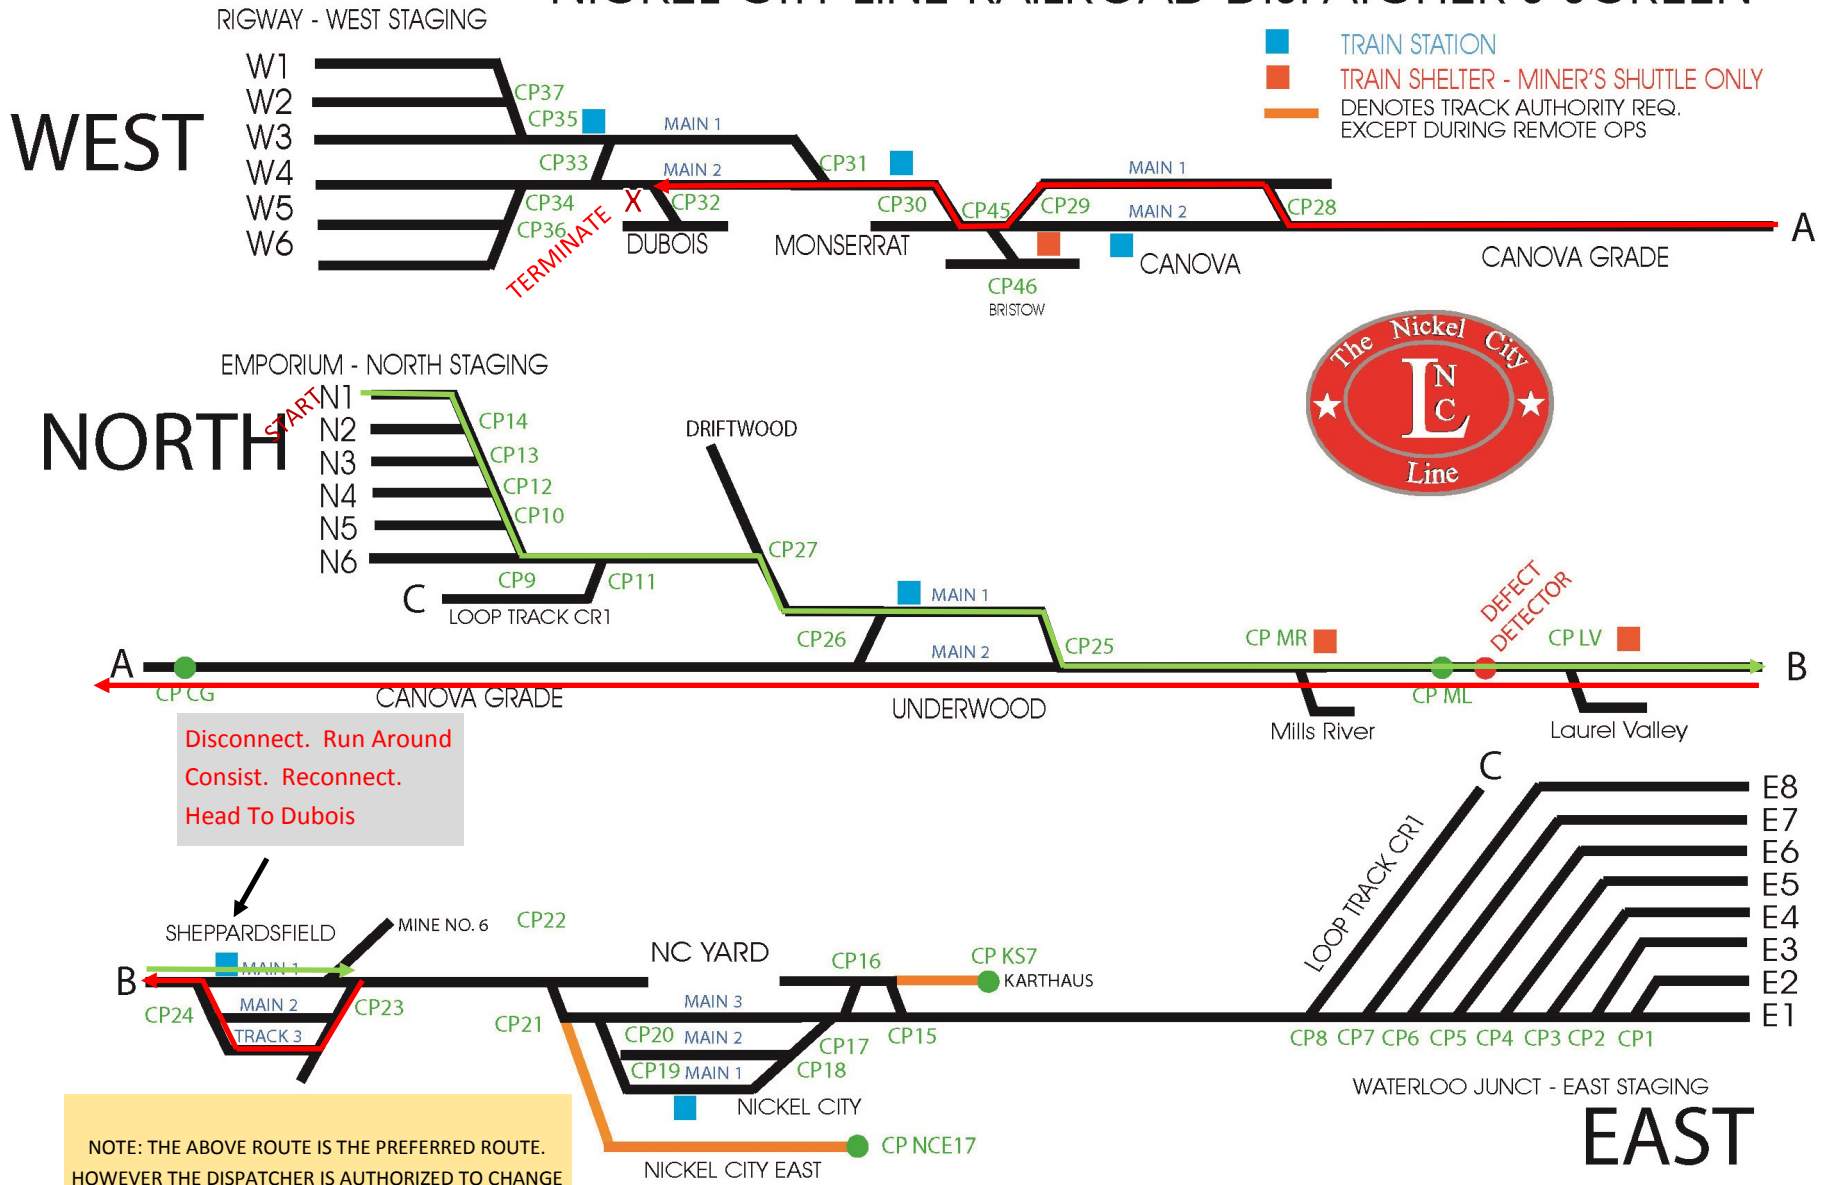 NICKEL CITY LINE RAILROAD DISPATCHER'S SCREEN
RIGWAY - WEST STAGING
TRAIN STATION
TRAIN SHELTER - MINER'S SHUTTLE ONLY
DENOTES TRACK AUTHORITY REQ.
EXCEPT DURING REMOTE OPS
WEST
W1
W2
W3
W4
W5
W6
CP37
CP35
CP33
CP34
CP36
MAIN 1
MAIN 2
CP31
CP32
X
TERMINATE
DUBOIS
MONSERRAT
CP30
CP45
CP29
MAIN 1
MAIN 2
CP28
A
CANOVA
CANOVA GRADE
CP46
BRISTOW
The Nickel City
L
N
C
Line
EMPORIUM - NORTH STAGING
NORTH
START
N1
N2
N3
N4
N5
N6
CP14
CP13
CP12
CP10
CP9
CP11
C
LOOP TRACK CR1
DRIFTWOOD
CP27
CP26
MAIN 1
MAIN 2
CP25
CP MR
DEFECT
DETECTOR
CP LV
A
B
CP CG
CANOVA GRADE
UNDERWOOD
CP ML
Mills River
Laurel Valley
Disconnect. Run Around
Consist. Reconnect.
Head To Dubois
SHEPPARDSFIELD
MINE NO. 6
CP22
B
MAIN 1
MAIN 2
TRACK 3
CP24
CP23
NC YARD
CP16
CP KS7
KARTHAUS
CP21
MAIN 3
CP20
MAIN 2
CP19
MAIN 1
CP17
CP18
CP15
NICKEL CITY
CP NCE17
NICKEL CITY EAST
C
LOOP TRACK CR1
E8
E7
E6
E5
E4
E3
E2
E1
CP8 CP7 CP6 CP5 CP4 CP3 CP2 CP1
WATERLOO JUNCT - EAST STAGING
EAST
NOTE: THE ABOVE ROUTE IS THE PREFERRED ROUTE.
HOWEVER THE DISPATCHER IS AUTHORIZED TO CHANGE